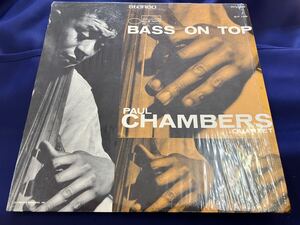 STEREO
BASS ON TOP
PAUL
CHAMBERS
QUARTET